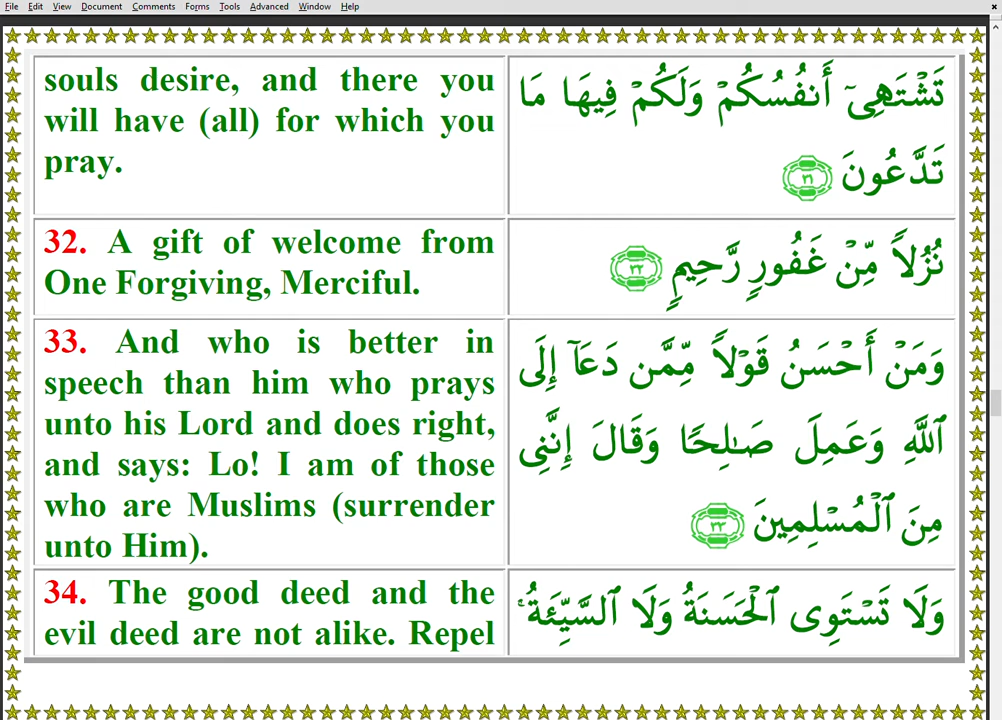 File Edit View Document Comments Forms Tools Advanced Window Help
souls desire, and there you
will have (all) for which you
pray.
تَشْتَهِىٓ أَنفُسُكُمْ وَلَكُمْ فِيهَا مَا
تَدَّعُونَ ٣١
32. A gift of welcome from
One Forgiving, Merciful.
نُزُلًا مِّنْ غَفُورٍ رَّحِيمٍ ٣٢
33. And who is better in
speech than him who prays
unto his Lord and does right,
and says: Lo! I am of those
who are Muslims (surrender
unto Him).
وَمَنْ أَحْسَنُ قَوْلًا مِّمَّن دَعَآ إِلَى
ٱللَّهِ وَعَمِلَ صَـٰلِحًا وَقَالَ إِنَّنِى
مِنَ ٱلْمُسْلِمِينَ ٣٣
34. The good deed and the
evil deed are not alike. Repel
وَلَا تَسْتَوِى ٱلْحَسَنَةُ وَلَا ٱلسَّيِّئَةُ ۚ